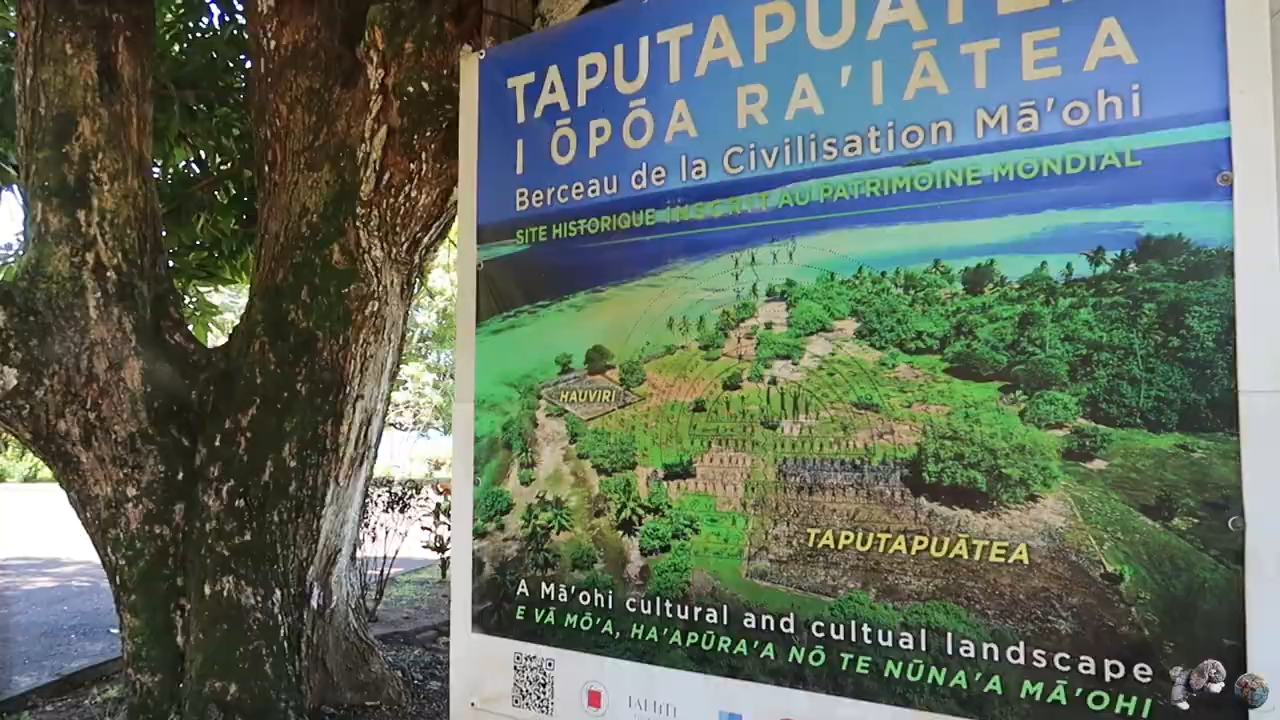 TAPUTAPUĀTEA
I ŌPŌA RA'IĀTEA
Berceau de la Civilisation Mā'ohi
SITE HISTORIQUE INSCRIT AU PATRIMOINE MONDIAL
HAUVIRI
TAPUTAPUĀTEA
A Mā'ohi cultural and cultual landscape
E VĀ MŌ'A, HA'APŪRA'A NŌ TE NŪNA'A MĀ'OHI